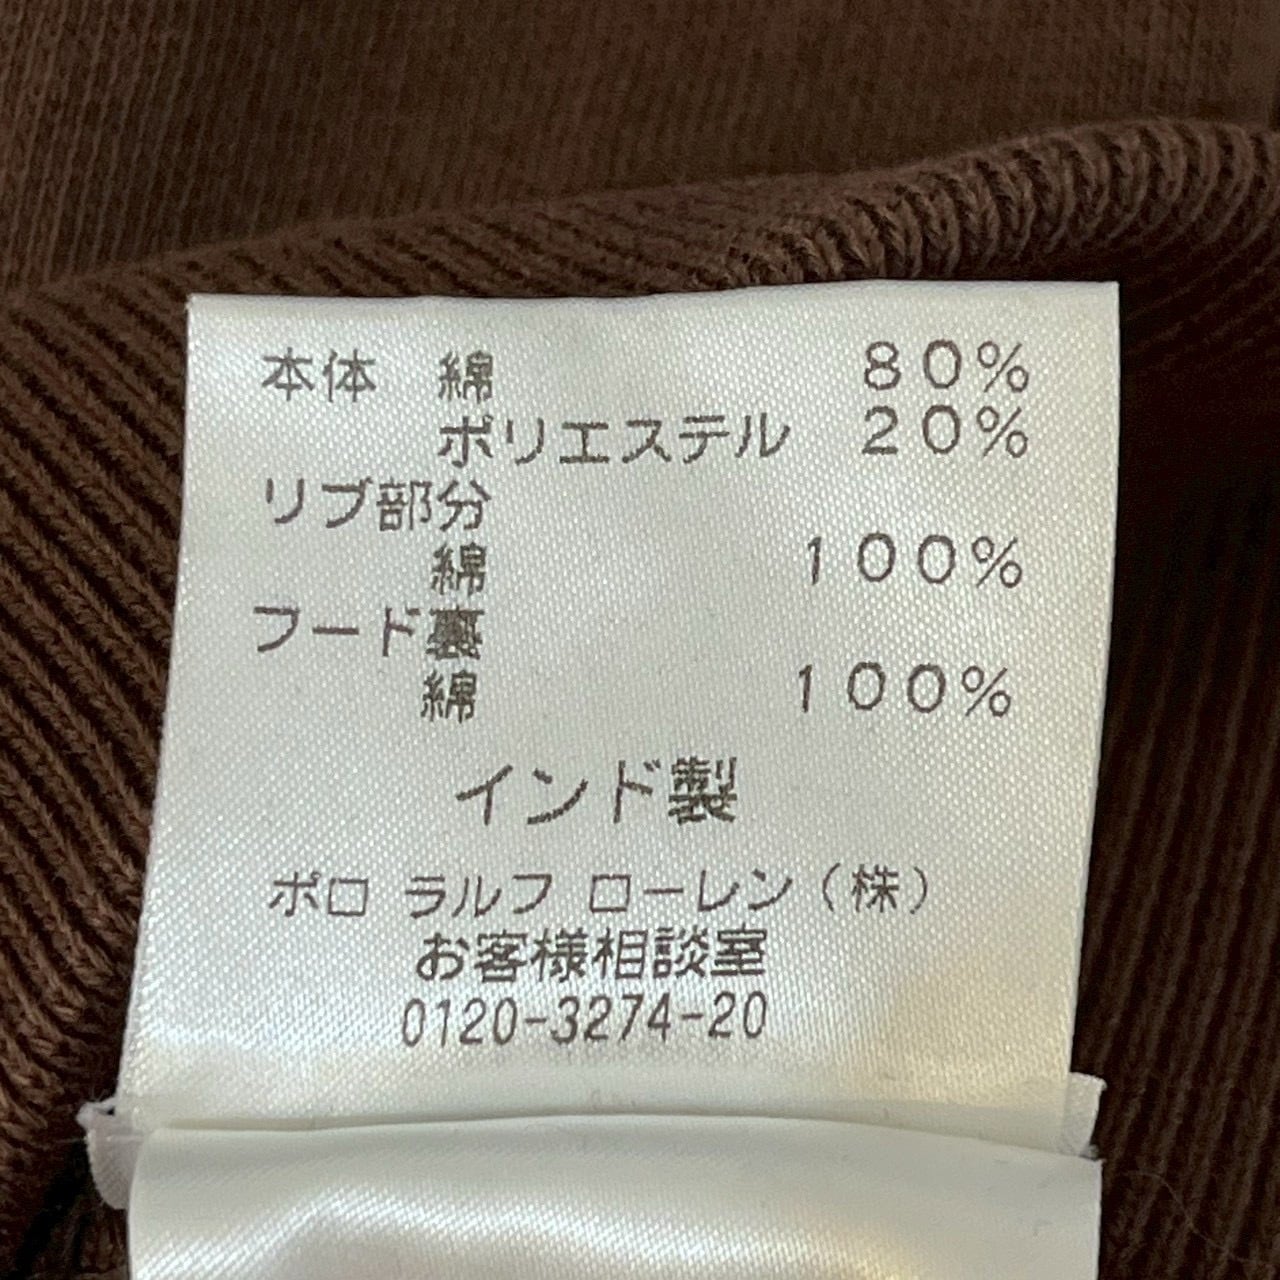 本体 綿 80%
ポリエステル 20%
リブ部分
綿 100%
フード裏
綿 100%
インド製
ポロ ラルフ ローレン(株)
お客様相談室
0120-3274-20